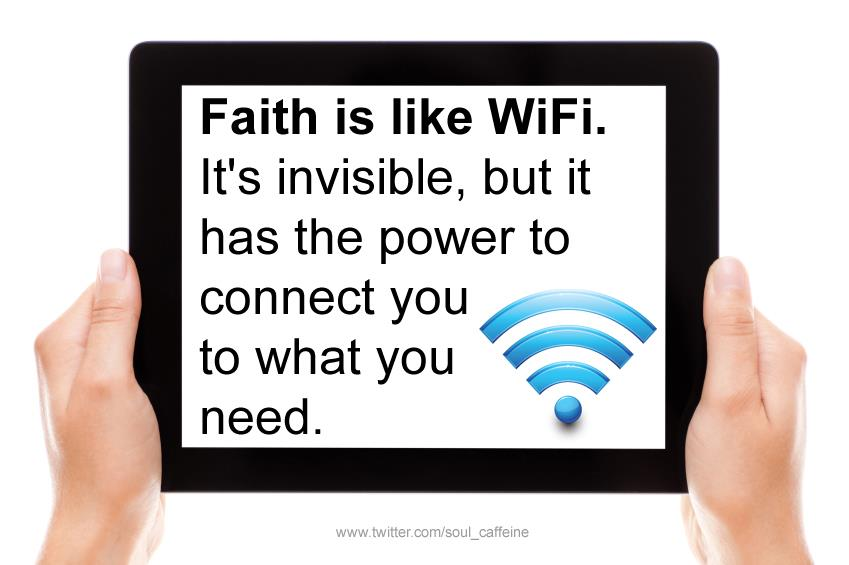 Faith is like WiFi.
It's invisible, but it
has the power to
connect you
to what you
need.
www.twitter.com/soul_caffeine